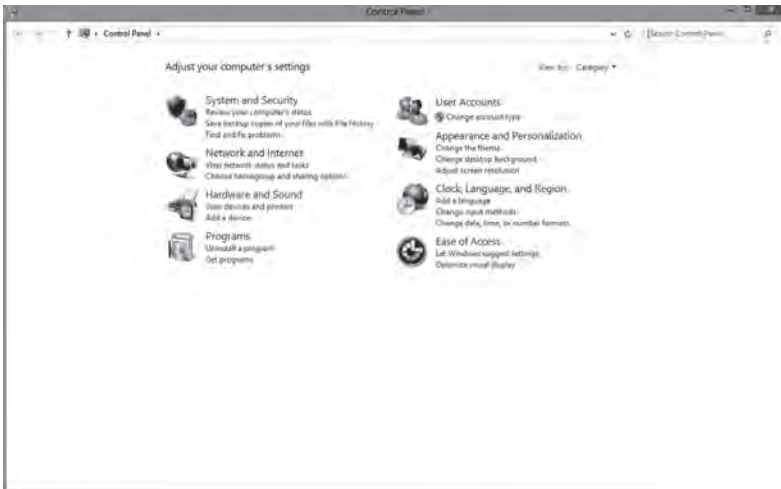 Control Panel
Control Panel
Search Control Panel
Adjust your computer's settings
View by: Category
System and Security
Review your computer's status
Save backup copies of your files with File History
Find and fix problems
Network and Internet
View network status and tasks
Choose homegroup and sharing options
Hardware and Sound
View devices and printers
Add a device
Programs
Uninstall a program
Get programs
User Accounts
Change account type
Appearance and Personalization
Change the theme
Change desktop background
Adjust screen resolution
Clock, Language, and Region
Add a language
Change input methods
Change date, time, or number formats
Ease of Access
Let Windows suggest settings
Optimize visual display